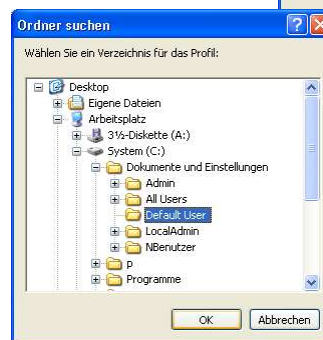 Ordner suchen
Wählen Sie ein Verzeichnis für das Profil:
Desktop
Eigene Dateien
Arbeitsplatz
3½-Diskette (A:)
System (C:)
Dokumente und Einstellungen
Admin
All Users
Default User
LocalAdmin
NBenutzer
p
Programme
OK Abbrechen